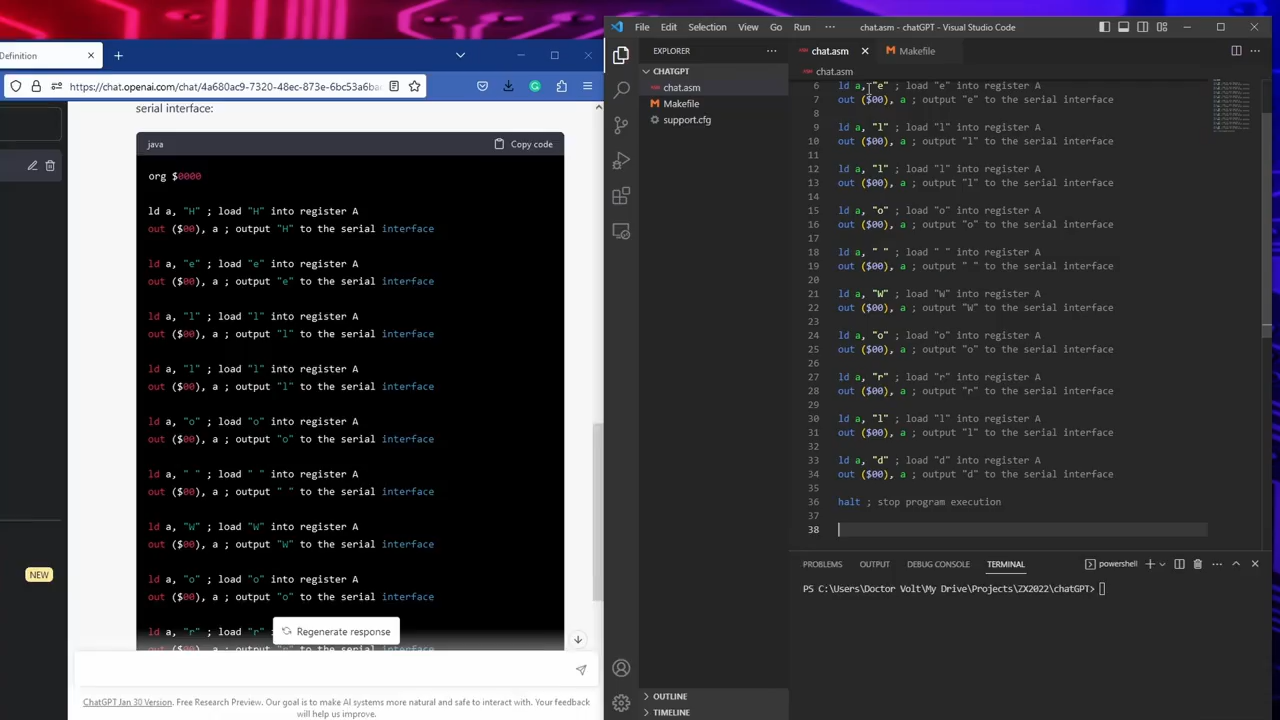 Definition
https://chat.openai.com/chat/4a680ac9-7320-48ec-873e-6bc53a6ba
serial interface:
java
Copy code
org $0000
ld a, "H" ; load "H" into register A
out ($00), a ; output "H" to the serial interface
ld a, "e" ; load "e" into register A
out ($00), a ; output "e" to the serial interface
ld a, "l" ; load "l" into register A
out ($00), a ; output "l" to the serial interface
ld a, "l" ; load "l" into register A
out ($00), a ; output "l" to the serial interface
ld a, "o" ; load "o" into register A
out ($00), a ; output "o" to the serial interface
ld a, " " ; load " " into register A
out ($00), a ; output " " to the serial interface
ld a, "W" ; load "W" into register A
out ($00), a ; output "W" to the serial interface
ld a, "o" ; load "o" into register A
out ($00), a ; output "o" to the serial interface
ld a, "r" ; load "r"
Regenerate response
NEW
ChatGPT Jan 30 Version. Free Research Preview. Our goal is to make AI systems more natural and safe to interact with. Your feedback
will help us improve.
File Edit Selection View Go Run ··· chat.asm - chatGPT - Visual Studio Code
EXPLORER
CHATGPT
chat.asm
Makefile
support.cfg
OUTLINE
TIMELINE
chat.asm
Makefile
chat.asm
6 ld a, "e" ; load "e" into register A
7 out ($00), a ; output "e" to the serial interface
8
9 ld a, "l" ; load "l" into register A
10 out ($00), a ; output "l" to the serial interface
11
12 ld a, "l" ; load "l" into register A
13 out ($00), a ; output "l" to the serial interface
14
15 ld a, "o" ; load "o" into register A
16 out ($00), a ; output "o" to the serial interface
17
18 ld a, " " ; load " " into register A
19 out ($00), a ; output " " to the serial interface
20
21 ld a, "W" ; load "W" into register A
22 out ($00), a ; output "W" to the serial interface
23
24 ld a, "o" ; load "o" into register A
25 out ($00), a ; output "o" to the serial interface
26
27 ld a, "r" ; load "r" into register A
28 out ($00), a ; output "r" to the serial interface
29
30 ld a, "l" ; load "l" into register A
31 out ($00), a ; output "l" to the serial interface
32
33 ld a, "d" ; load "d" into register A
34 out ($00), a ; output "d" to the serial interface
35
36 halt ; stop program execution
37
38
PROBLEMS OUTPUT DEBUG CONSOLE TERMINAL
powershell
PS C:\Users\Doctor Volt\My Drive\Projects\ZX2022\chatGPT>